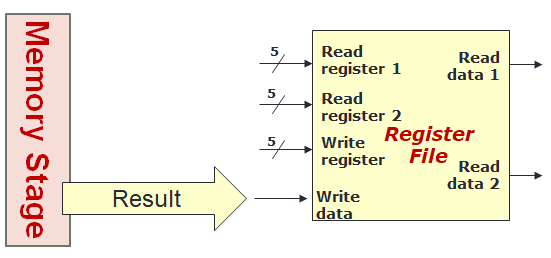 Memory Stage
Result
5
Read
register 1
5
Read
register 2
5
Write
register
Write
data
Register
File
Read
data 1
Read
data 2